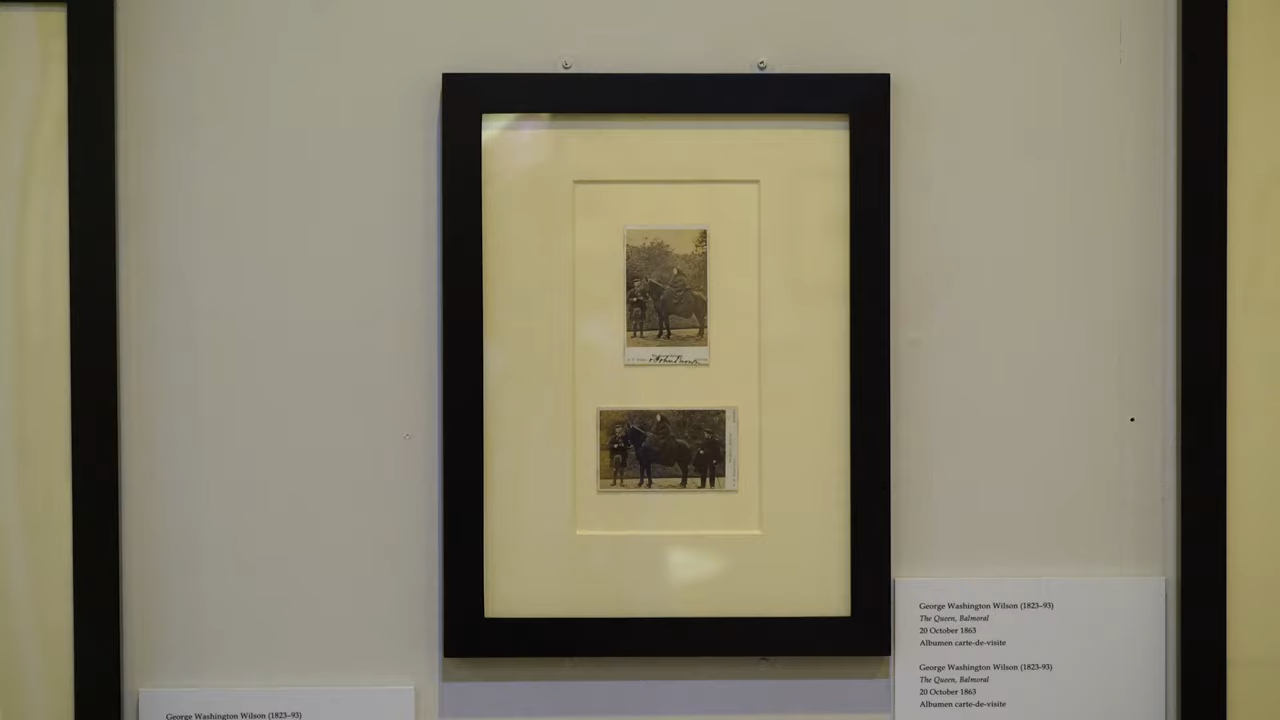 George Washington Wilson (1823–93)
The Queen, Balmoral
20 October 1863
Albumen carte-de-visite
George Washington Wilson (1823-93)
The Queen, Balmoral
20 October 1863
Albumen carte-de-visite
George Washington Wilson (1823–93)